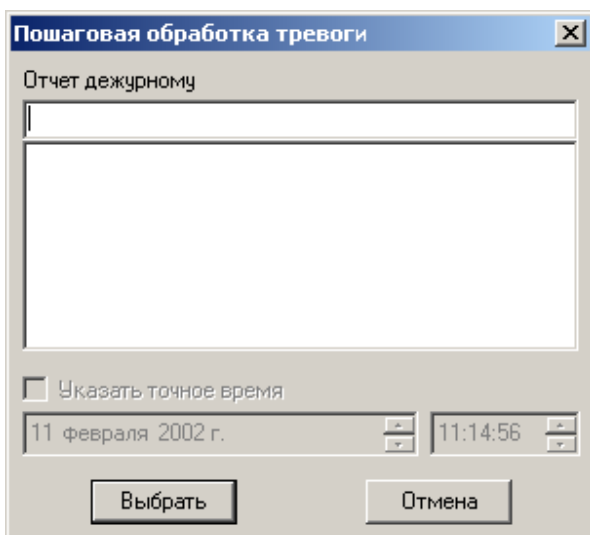 Пошаговая обработка тревоги
Отчет дежурному
Указать точное время
11 февраля 2002 г.
11:14:56
Выбрать
Отмена